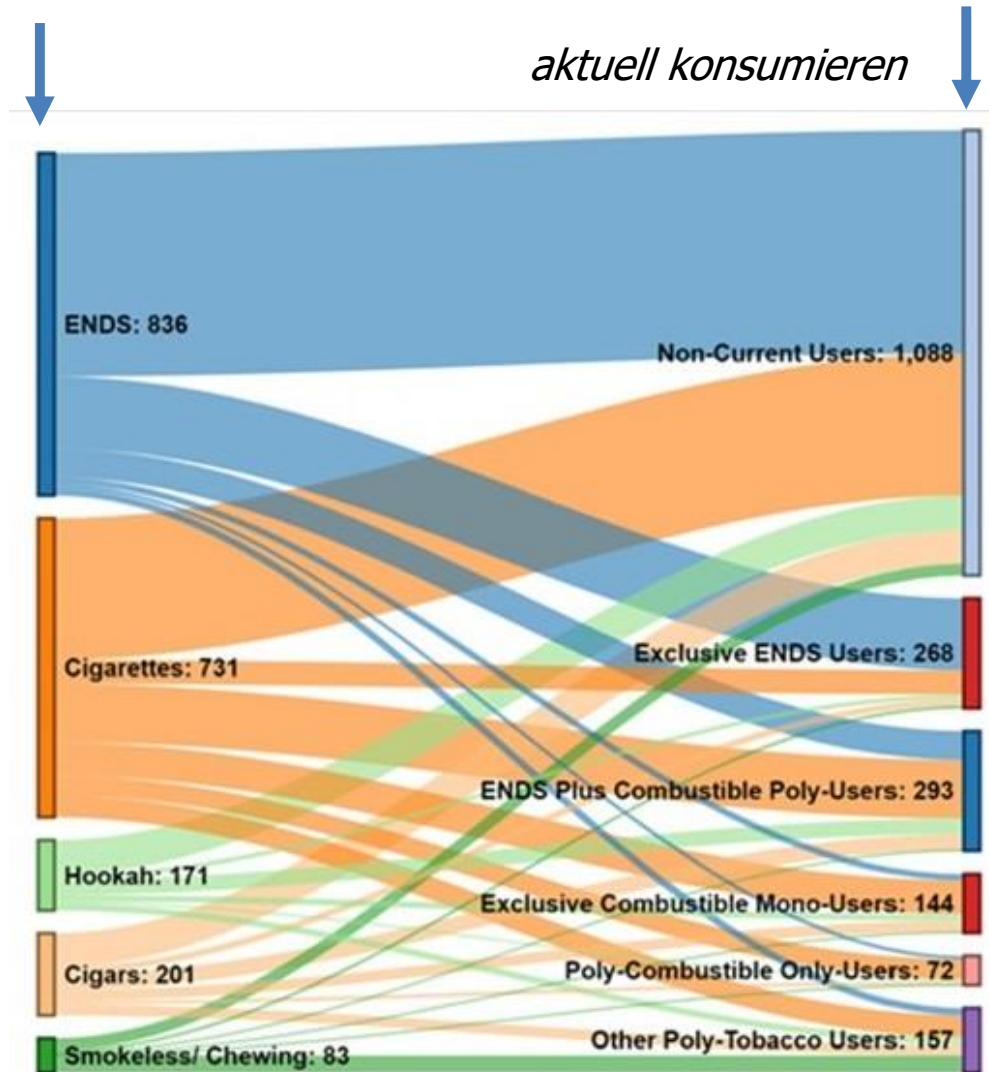 aktuell konsumieren
ENDS: 836
Non-Current Users: 1,088
Exclusive ENDS Users: 268
Cigarettes: 731
ENDS Plus Combustible Poly-Users: 293
Hookah: 171
Exclusive Combustible Mono-Users: 144
Cigars: 201
Poly-Combustible Only-Users: 72
Other Poly-Tobacco Users: 157
Smokeless/ Chewing: 83